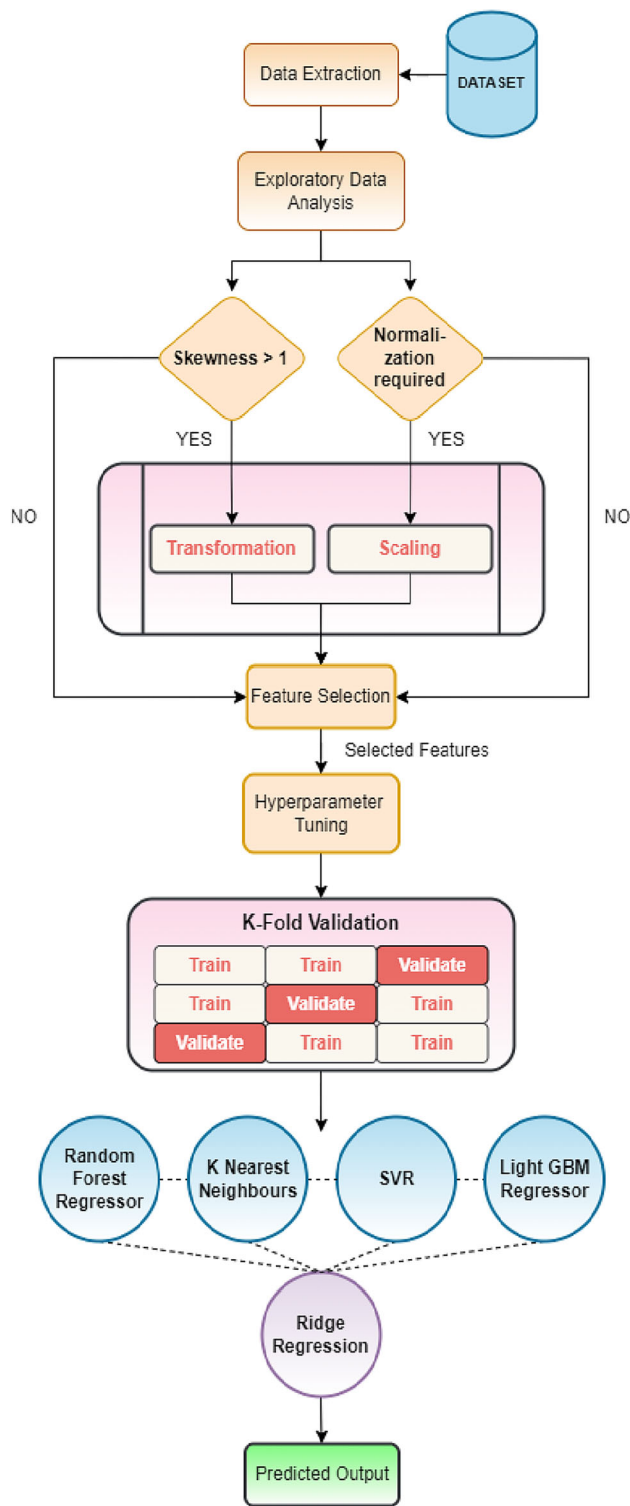 Data Extraction
DATASET
Exploratory Data
Analysis
Skewness > 1
Normali-
zation
required
YES
YES
NO
NO
Transformation
Scaling
Feature Selection
Selected Features
Hyperparameter
Tuning
K-Fold Validation
Train Train Validate
Train Validate Train
Validate Train Train
Random
Forest
Regressor
K Nearest
Neighbours
SVR
Light GBM
Regressor
Ridge
Regression
Predicted Output